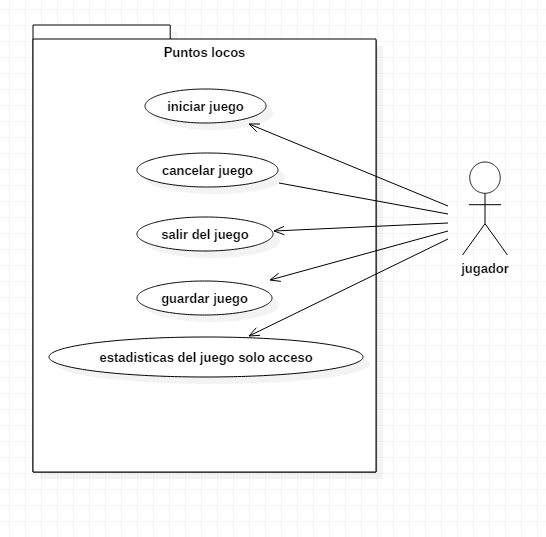 Puntos locos
iniciar juego
cancelar juego
salir del juego
guardar juego
estadisticas del juego solo acceso
jugador